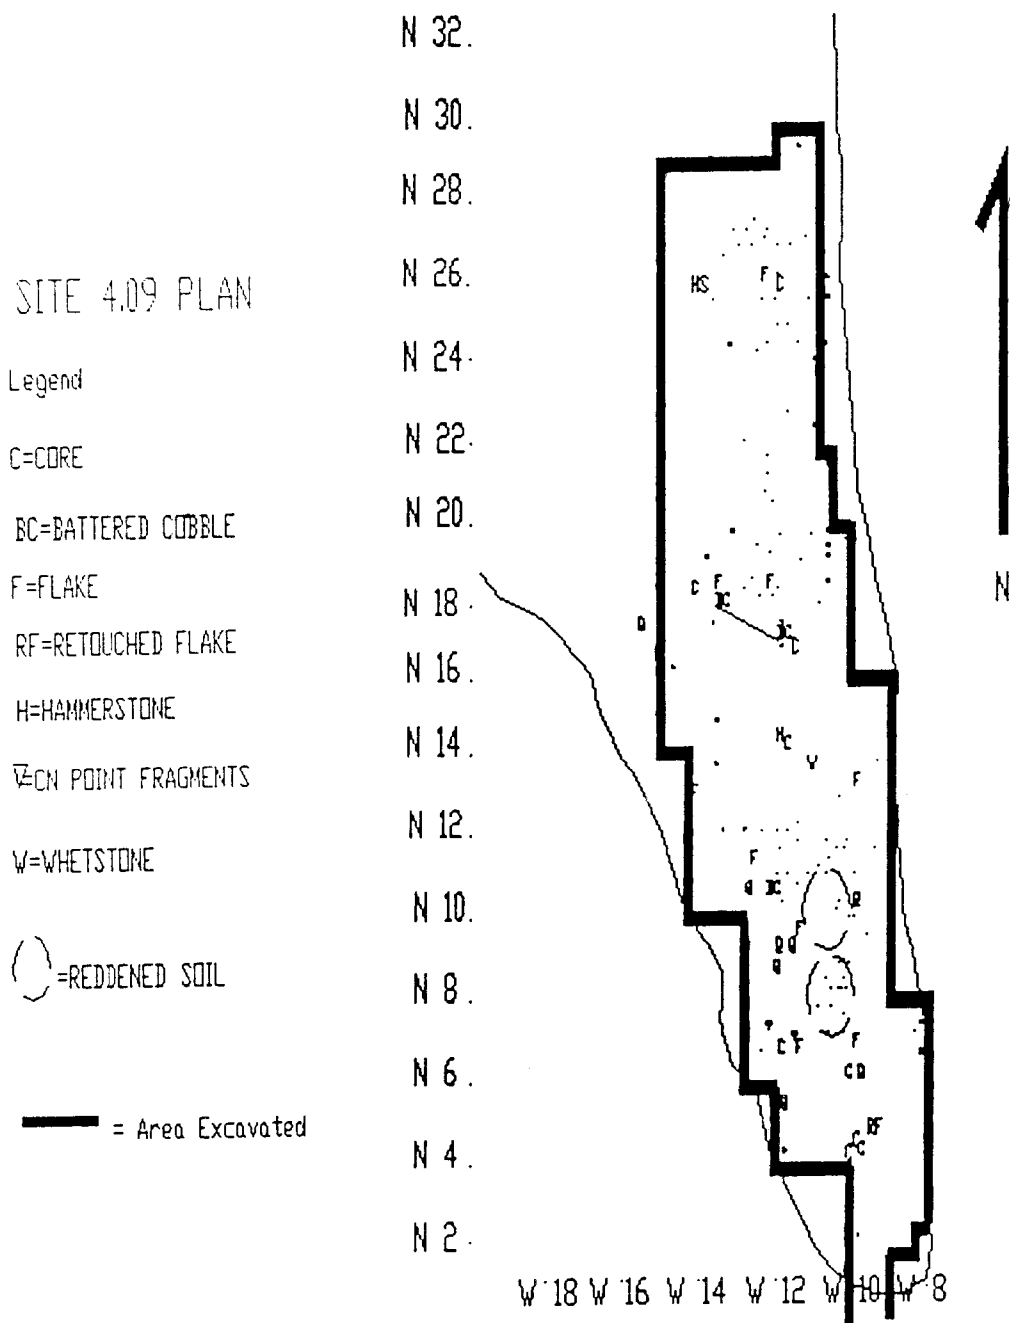 SITE 4.09 PLAN
Legend
C=CORE
BC=BATTERED COBBLE
F=FLAKE
RF=RETOUCHED FLAKE
H=HAMMERSTONE
=CN POINT FRAGMENTS
W=WHETSTONE
=REDDENED SOIL
= Area Excavated
N 32.
N 30.
N 28.
N 26.
N 24.
N 22.
N 20.
N 18.
N 16.
N 14.
N 12.
N 10.
N 8.
N 6.
N 4.
N 2.
W 18 W 16 W 14 W 12 W 10 W 8
N
HS
F
C
F
F
C
C
H
C
F
F
C
F
F
C
RF
C